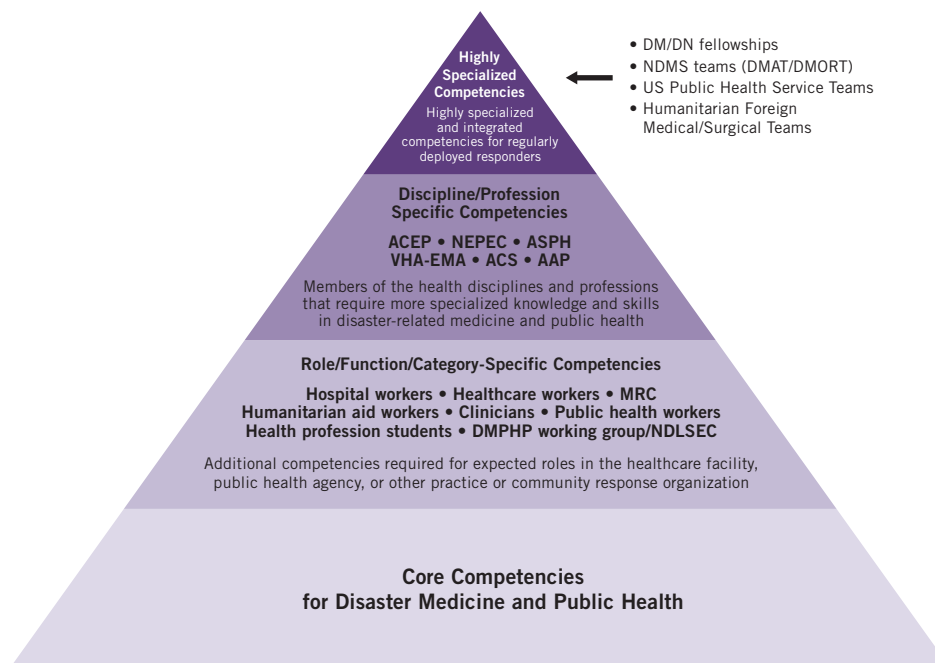 Highly
Specialized
Competencies
Highly specialized
and integrated
competencies for regularly
deployed responders
• DM/DN fellowships
• NDMS teams (DMAT/DMORT)
• US Public Health Service Teams
• Humanitarian Foreign
Medical/Surgical Teams
Discipline/Profession
Specific Competencies
ACEP • NEPEC • ASPH
VHA-EMA • ACS • AAP
Members of the health disciplines and professions
that require more specialized knowledge and skills
in disaster-related medicine and public health
Role/Function/Category-Specific Competencies
Hospital workers • Healthcare workers • MRC
Humanitarian aid workers • Clinicians • Public health workers
Health profession students • DMPHP working group/NDLSEC
Additional competencies required for expected roles in the healthcare facility,
public health agency, or other practice or community response organization
Core Competencies
for Disaster Medicine and Public Health